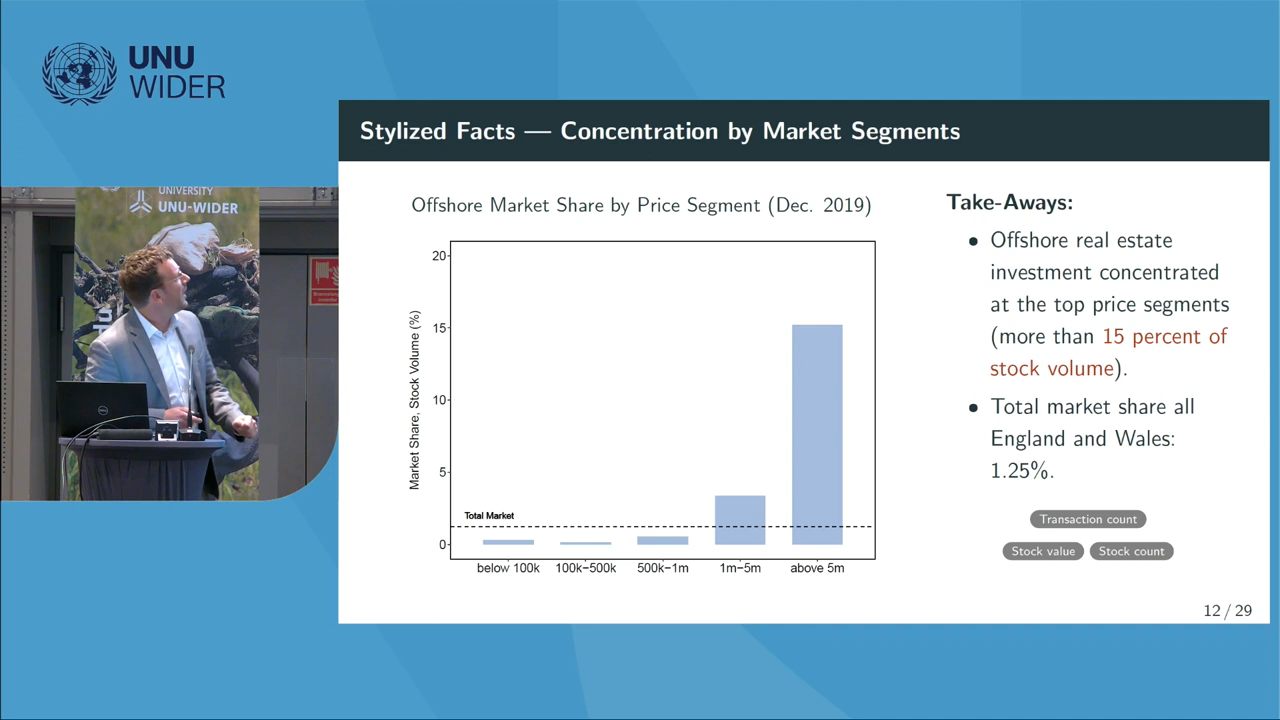 UNU
WIDER
UNIVERSITY
UNU-WIDER
Stylized Facts — Concentration by Market Segments
Offshore Market Share by Price Segment (Dec. 2019)
Market Share, Stock Volume (%)
20
15
10
5
0
Total Market
below 100k
100k−500k
500k−1m
1m−5m
above 5m
Take-Aways:
• Offshore real estate
investment concentrated
at the top price segments
(more than 15 percent of
stock volume).
• Total market share all
England and Wales:
1.25%.
Transaction count
Stock value
Stock count
12 / 29